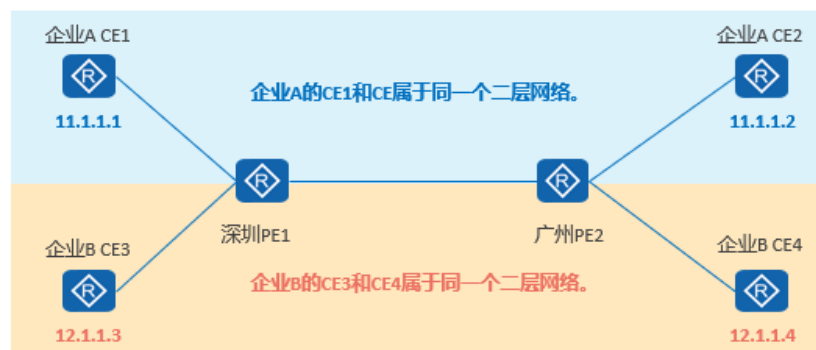 企业A CE1
企业A CE2
R
R
企业A的CE1和CE属于同一个二层网络。
11.1.1.1
11.1.1.2
R
R
深圳PE1
广州PE2
企业B CE3
企业B CE4
企业B的CE3和CE4属于同一个二层网络。
R
R
12.1.1.3
12.1.1.4